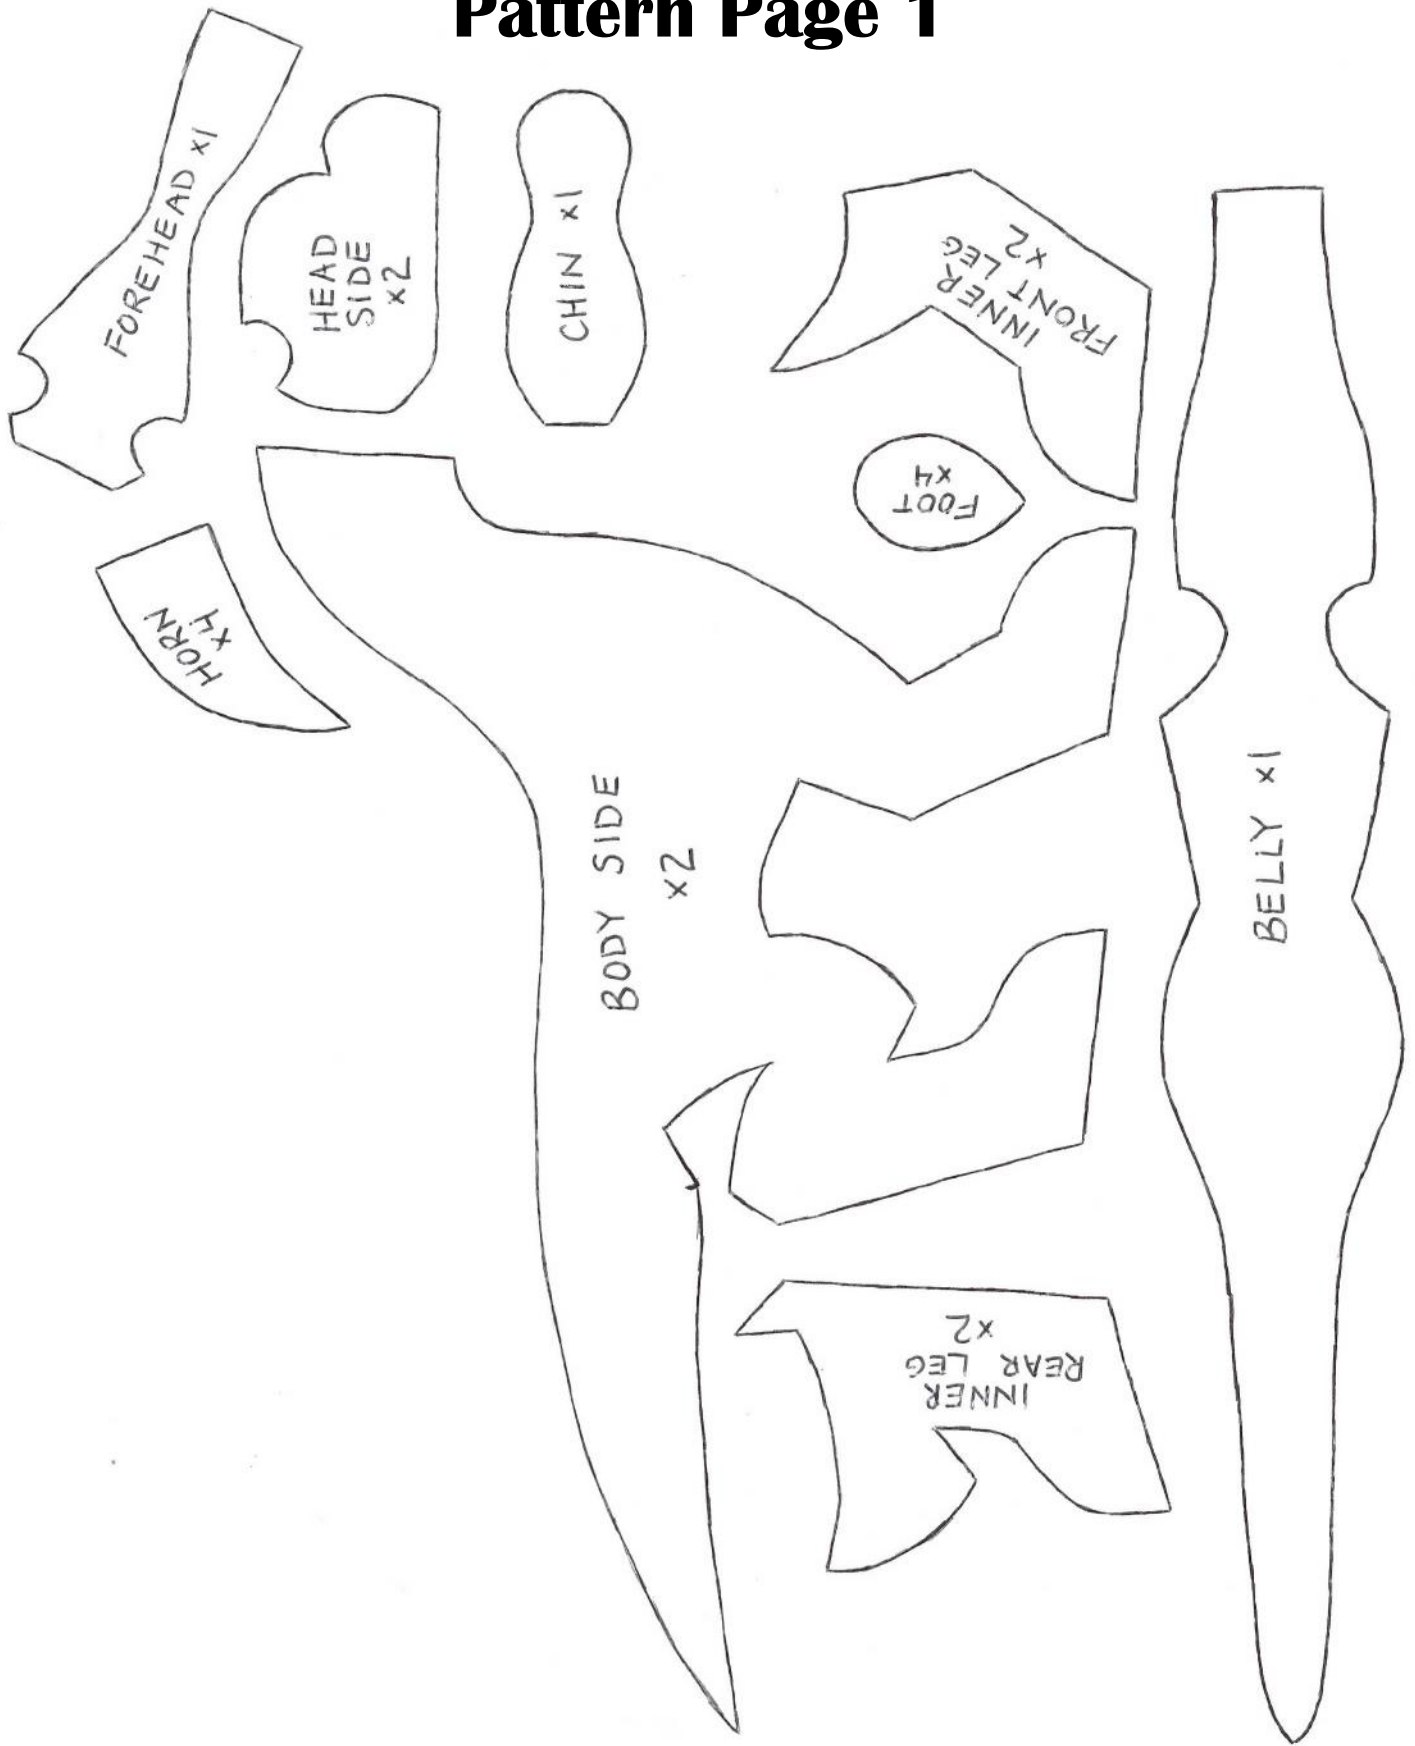 Pattern Page 1
FOREHEAD x1
HEAD
SIDE
x2
CHIN x1
INNER
FRONT LEG
x2
FOOT
x4
HORN
x4
BODY SIDE
x2
BELLY x1
INNER
REAR LEG
x2